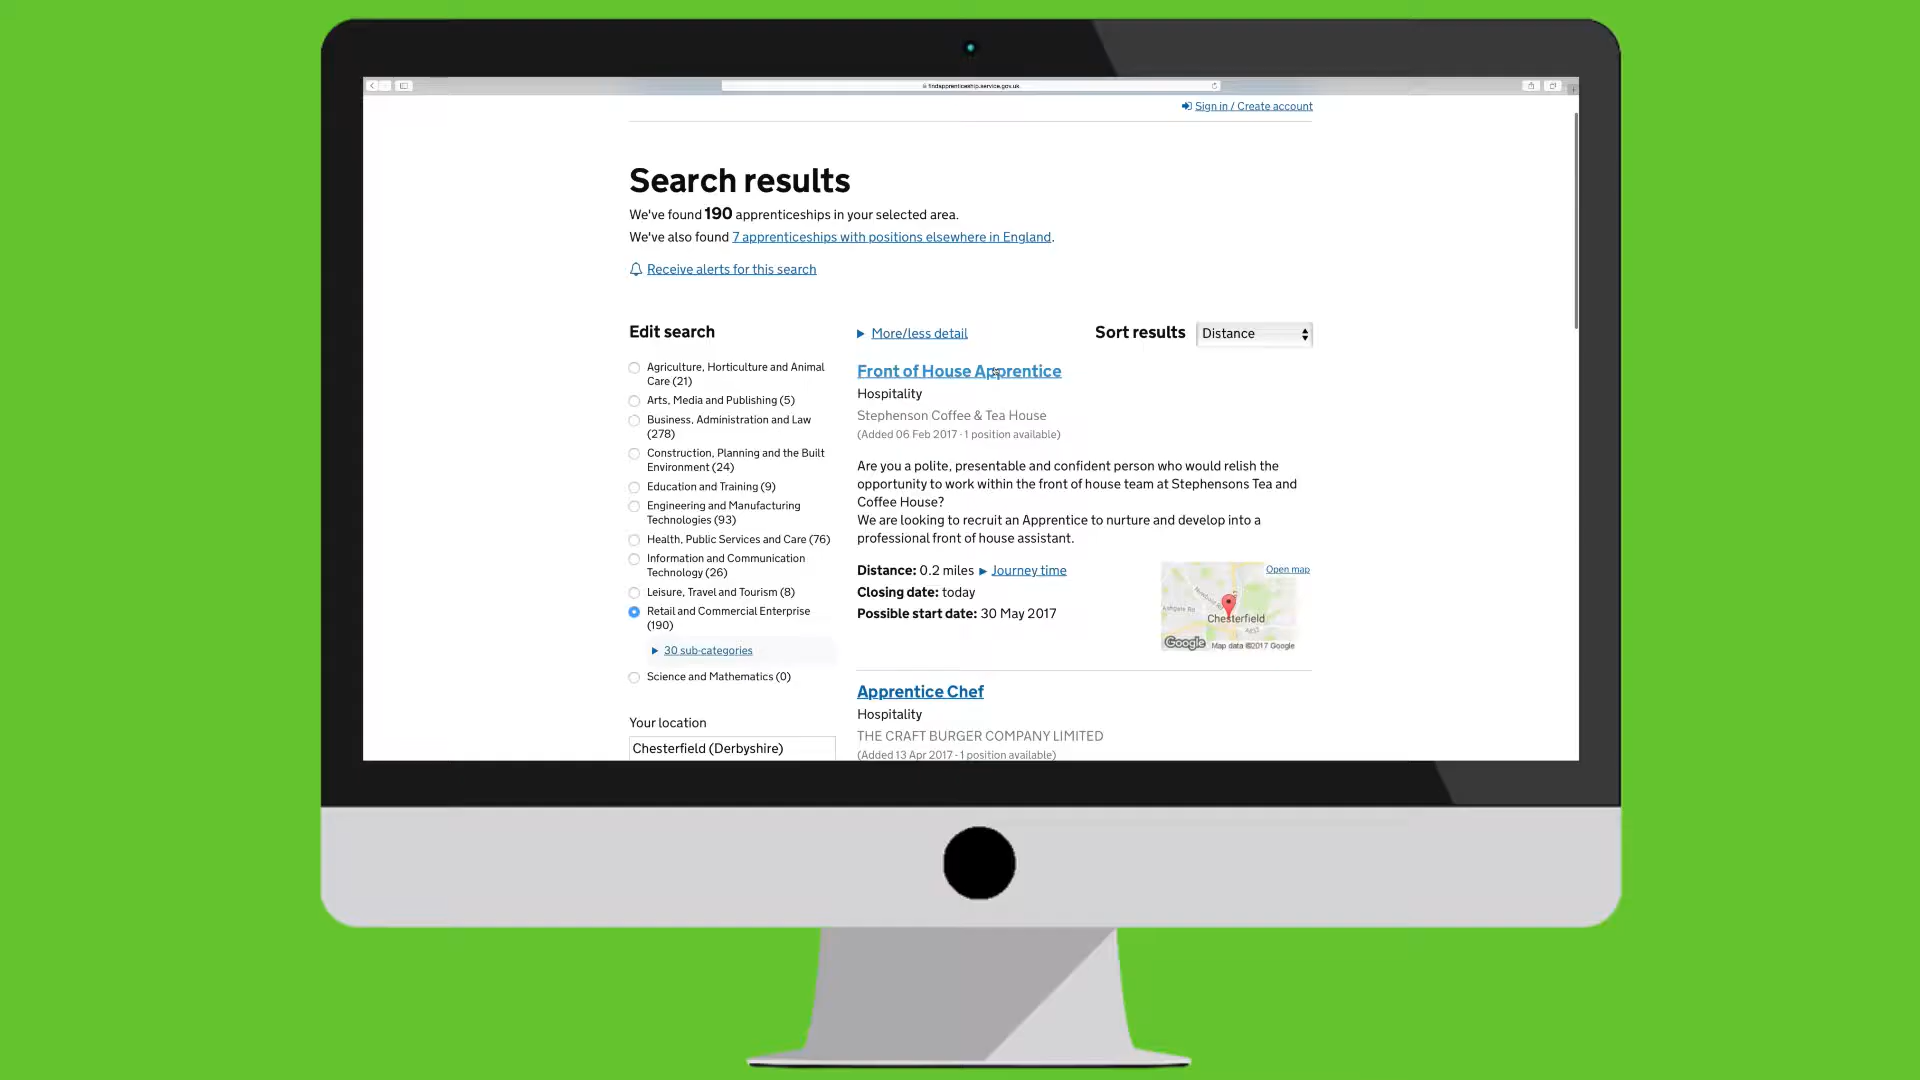 findapprenticeship.service.gov.uk
Sign in / Create account
Search results
We've found 190 apprenticeships in your selected area.
We've also found 7 apprenticeships with positions elsewhere in England.
Receive alerts for this search
Edit search
Agriculture, Horticulture and Animal
Care (21)
Arts, Media and Publishing (5)
Business, Administration and Law
(278)
Construction, Planning and the Built
Environment (24)
Education and Training (9)
Engineering and Manufacturing
Technologies (93)
Health, Public Services and Care (76)
Information and Communication
Technology (26)
Leisure, Travel and Tourism (8)
Retail and Commercial Enterprise
(190)
30 sub-categories
Science and Mathematics (0)
Your location
Chesterfield (Derbyshire)
More/less detail
Sort results
Distance
Front of House Apprentice
Hospitality
Stephenson Coffee & Tea House
(Added 06 Feb 2017 - 1 position available)
Are you a polite, presentable and confident person who would relish the
opportunity to work within the front of house team at Stephensons Tea and
Coffee House?
We are looking to recruit an Apprentice to nurture and develop into a
professional front of house assistant.
Distance: 0.2 miles Journey time
Closing date: today
Possible start date: 30 May 2017
Open map
Newbold Rd
Ashgate Rd
Chesterfield
A632
Google Map data ©2017 Google
Apprentice Chef
Hospitality
THE CRAFT BURGER COMPANY LIMITED
(Added 13 Apr 2017 - 1 position available)